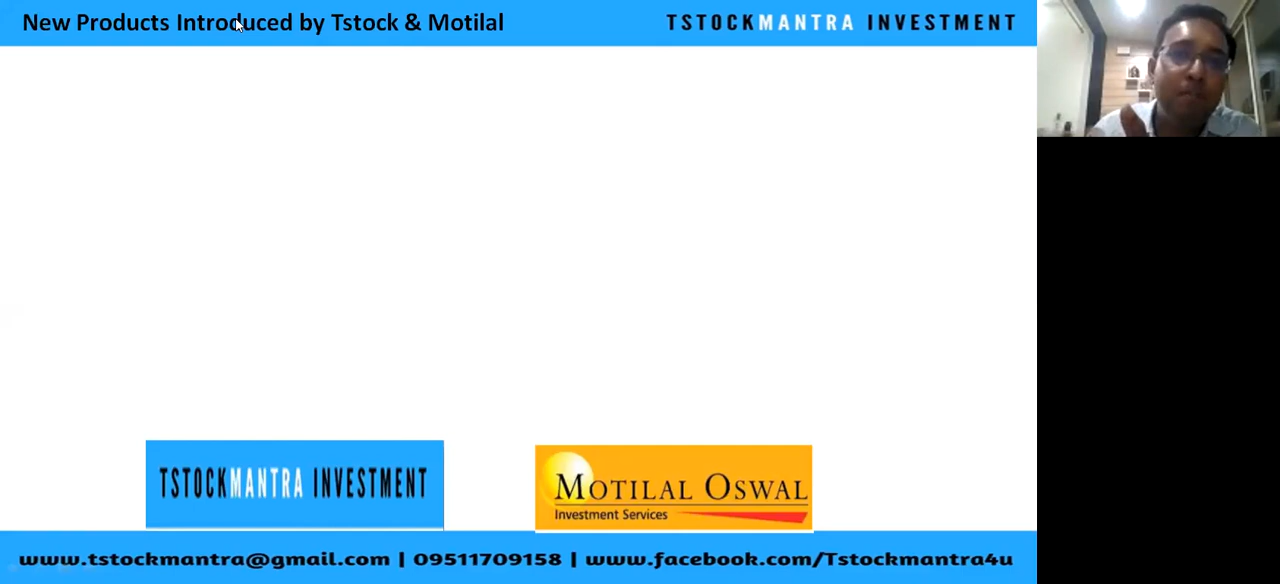 New Products Introduced by Tstock & Motilal
TSTOCKMANTRA INVESTMENT
TSTOCKMANTRA INVESTMENT
MOTILAL OSWAL
Investment Services
www.tstockmantra@gmail.com | 09511709158 | www.facebook.com/Tstockmantra4u